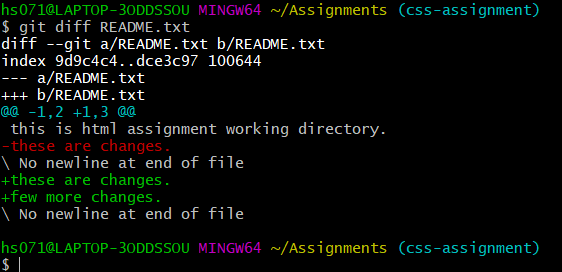 hs071@LAPTOP-3ODDSSOU MINGW64 ~/Assignments (css-assignment)
$ git diff README.txt
diff --git a/README.txt b/README.txt
index 9d9c4c4..dce3c97 100644
--- a/README.txt
+++ b/README.txt
@@ -1,2 +1,3 @@
 this is html assignment working directory.
-these are changes.
\ No newline at end of file
+these are changes.
+few more changes.
\ No newline at end of file
hs071@LAPTOP-3ODDSSOU MINGW64 ~/Assignments (css-assignment)
$